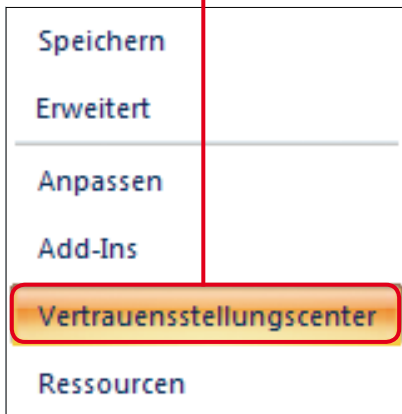 Speichern
Erweitert
Anpassen
Add-Ins
Vertrauensstellungscenter
Ressourcen